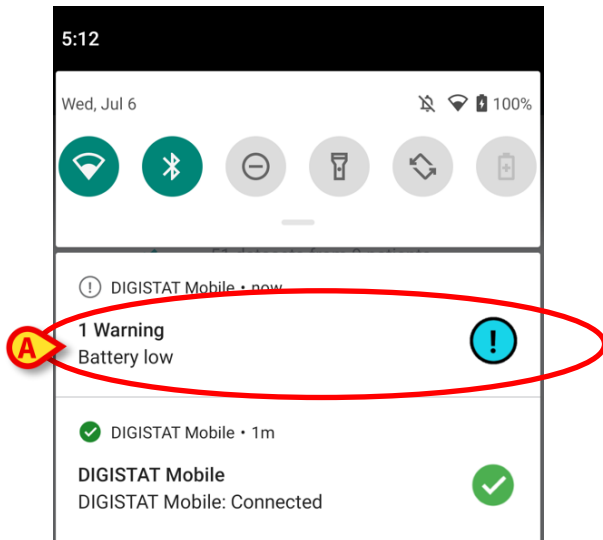 5:12
Wed, Jul 6
100%
DIGISTAT Mobile • now
1 Warning
Battery low
A
DIGISTAT Mobile • 1m
DIGISTAT Mobile
DIGISTAT Mobile: Connected